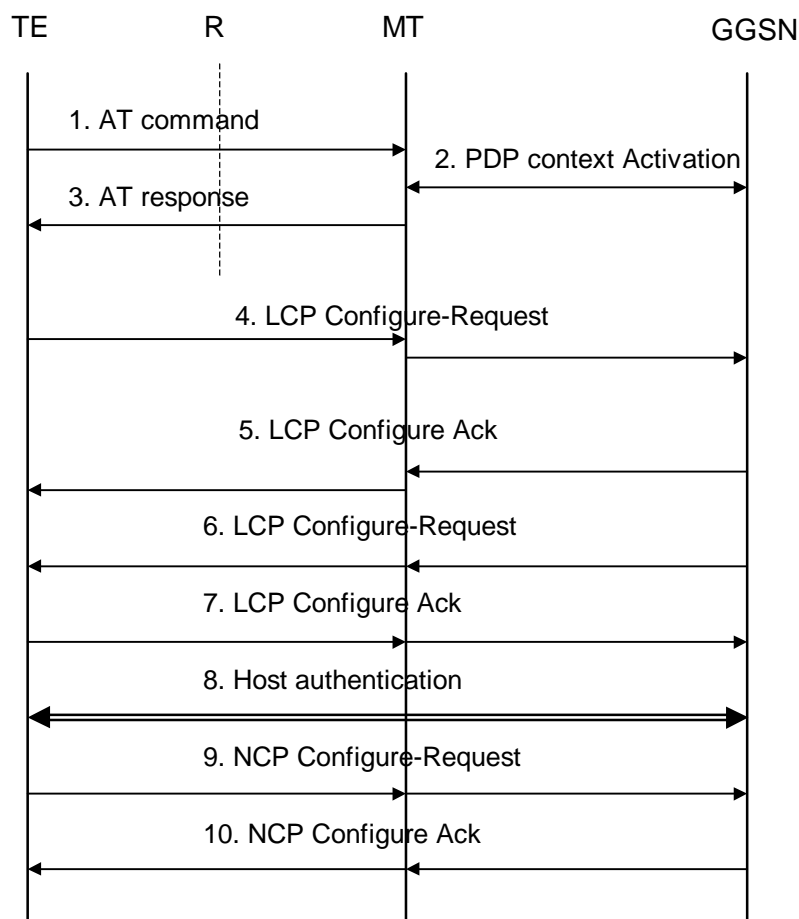 TE R MT GGSN
1. AT command
2. PDP context Activation
3. AT response
4. LCP Configure-Request
5. LCP Configure Ack
6. LCP Configure-Request
7. LCP Configure Ack
8. Host authentication
9. NCP Configure-Request
10. NCP Configure Ack